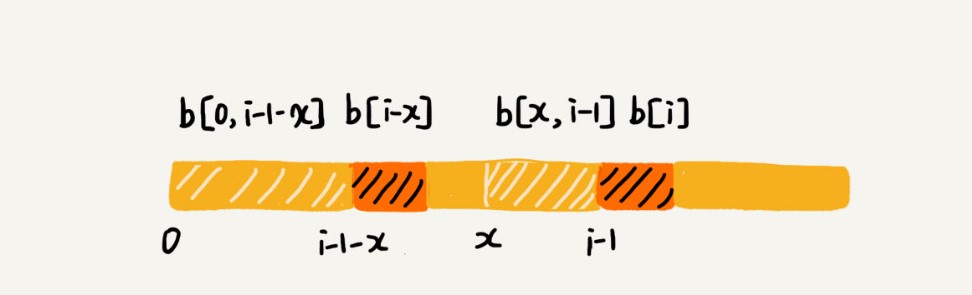 b[0, i-1-x] b[i-x] b[x, i-1] b[i]
0 i-1-x x i-1